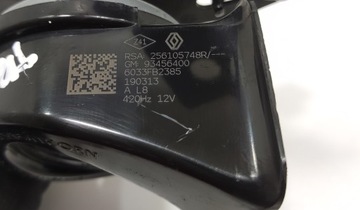 RSA 256105748R/---
GM 93456400
6033FB2385
190313
A L8
420Hz 12V